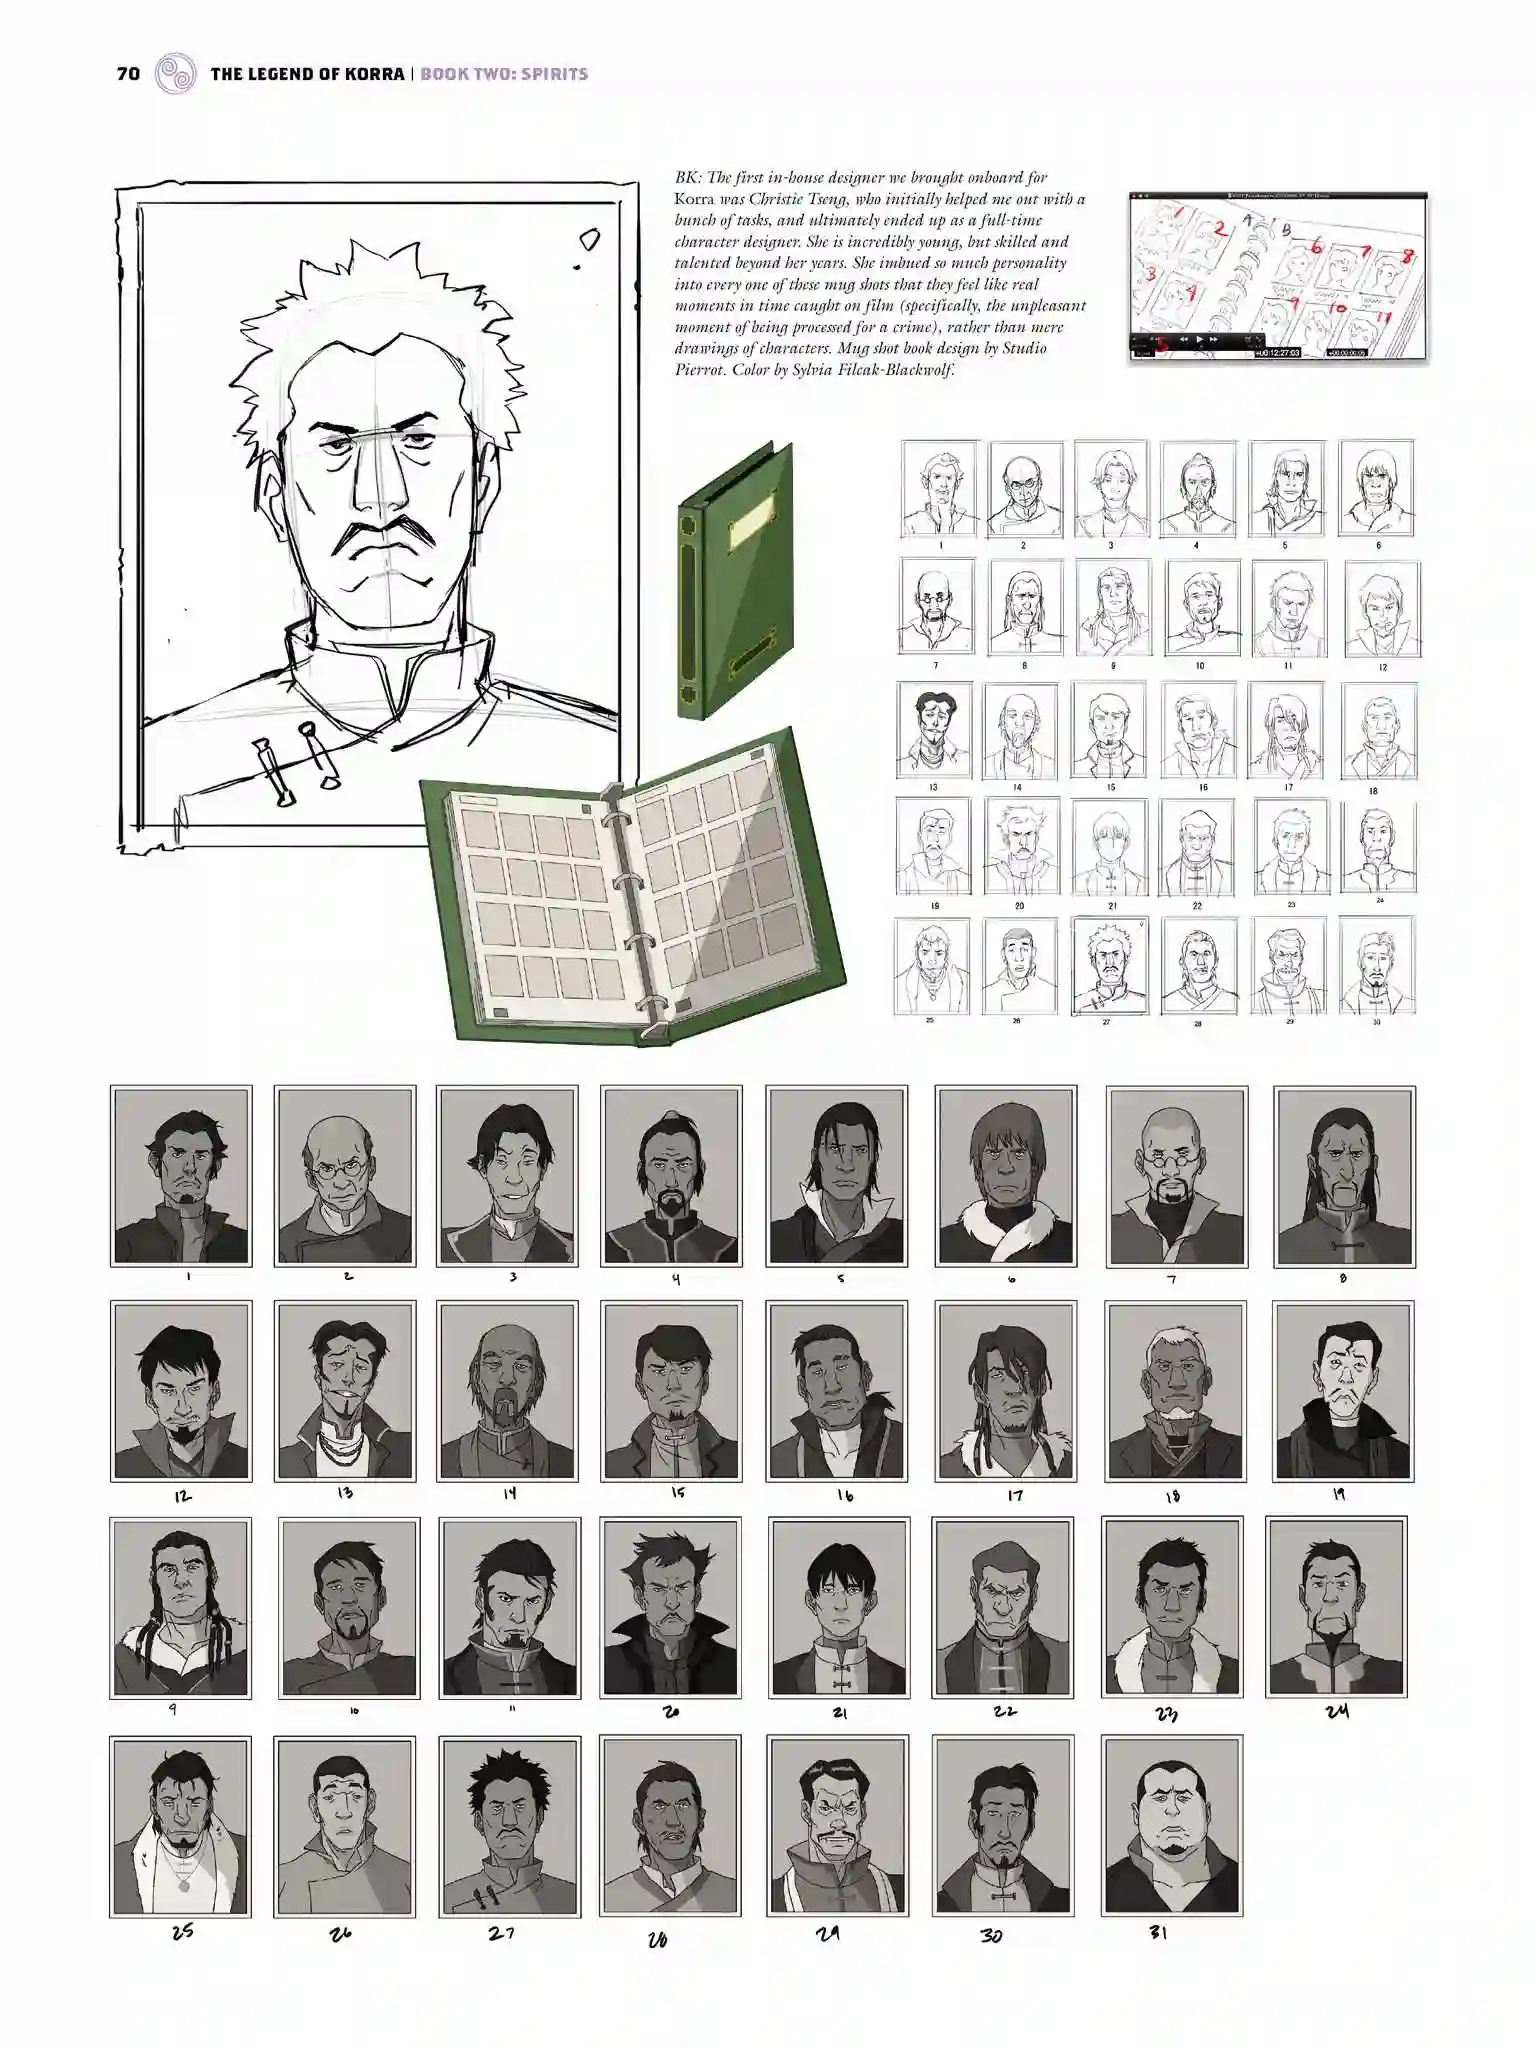 70 THE LEGEND OF KORRA | BOOK TWO: SPIRITS
BK: The first in-house designer we brought onboard for
Korra was Christie Tseng, who initially helped me out with a
bunch of tasks, and ultimately ended up as a full-time
character designer. She is incredibly young, but skilled and
talented beyond her years. She imbued so much personality
into every one of these mug shots that they feel like real
moments in time caught on film (specifically, the unpleasant
moment of being processed for a crime), rather than mere
drawings of characters. Mug shot book design by Studio
Pierrot. Color by Sylvia Filcak-Blackwolf.
A B
1 2 6 7 8
3 4 9 10 11
5
+00:12:27:03
1 2 3 4 5 6
7 8 9 10 11 12
13 14 15 16 17 18
19 20 21 22 23 24
25 26 27 28 29 30
1 2 3 4 5 6 7 8
12 13 14 15 16 17 18 19
9 10 11 20 21 22 23 24
25 26 27 28 29 30 31